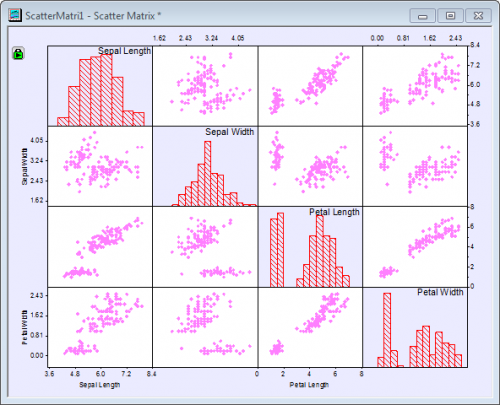 ScatterMatri1 - Scatter Matrix *
1.62 2.43 3.24 4.05
0.00 0.81 1.62 2.43
Sepal Length
8.4
7.2
6.0
4.8
3.6
Sepal Width
Sepal Width
4.05
3.24
2.43
1.62
Petal Length
8
6
4
2
0
Petal Width
Petal Width
2.43
1.62
0.81
0.00
3.6 4.8 6.0 7.2 8.4
Sepal Length
0 2 4 6 8
Petal Length